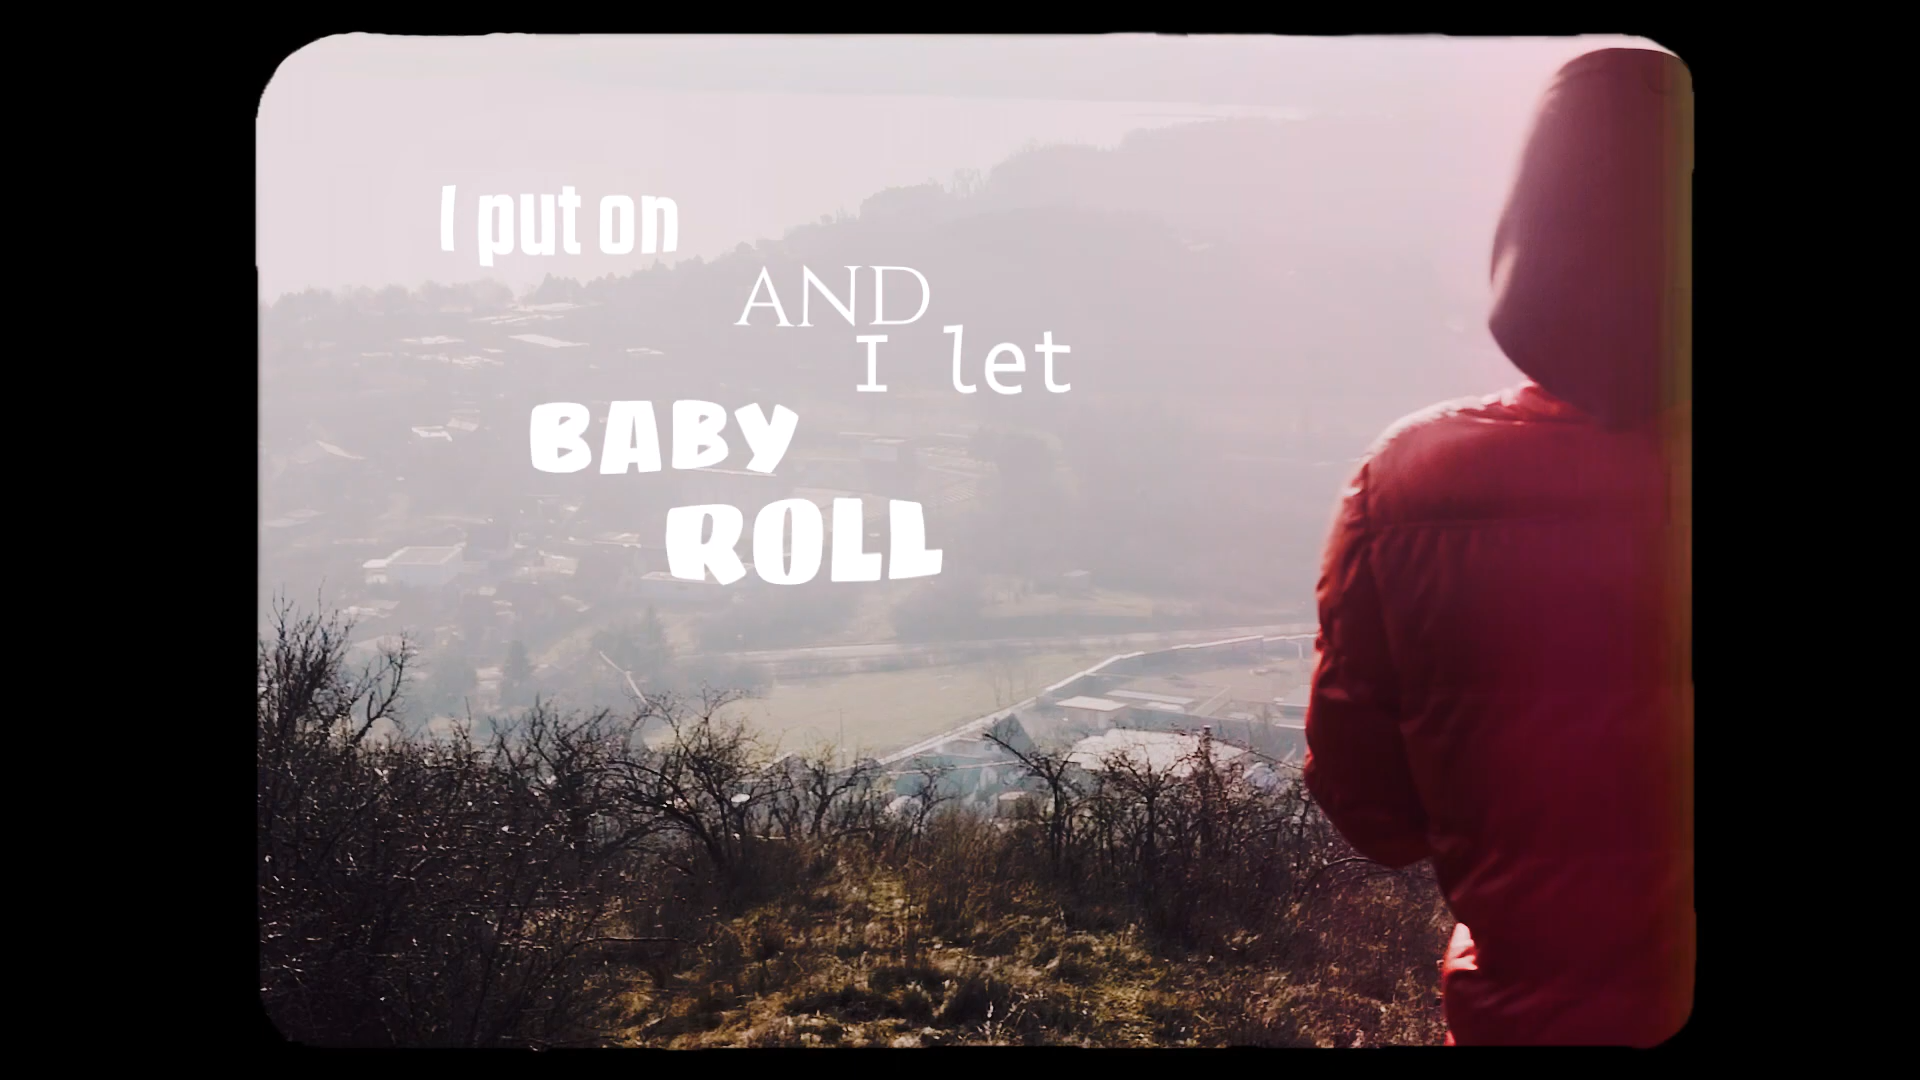 I put on
AND
I let
BABY
ROLL